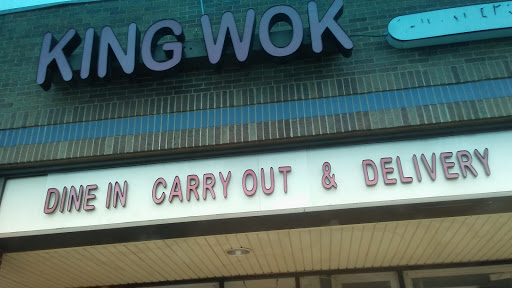 KING WOK
DINE IN CARRY OUT & DELIVERY